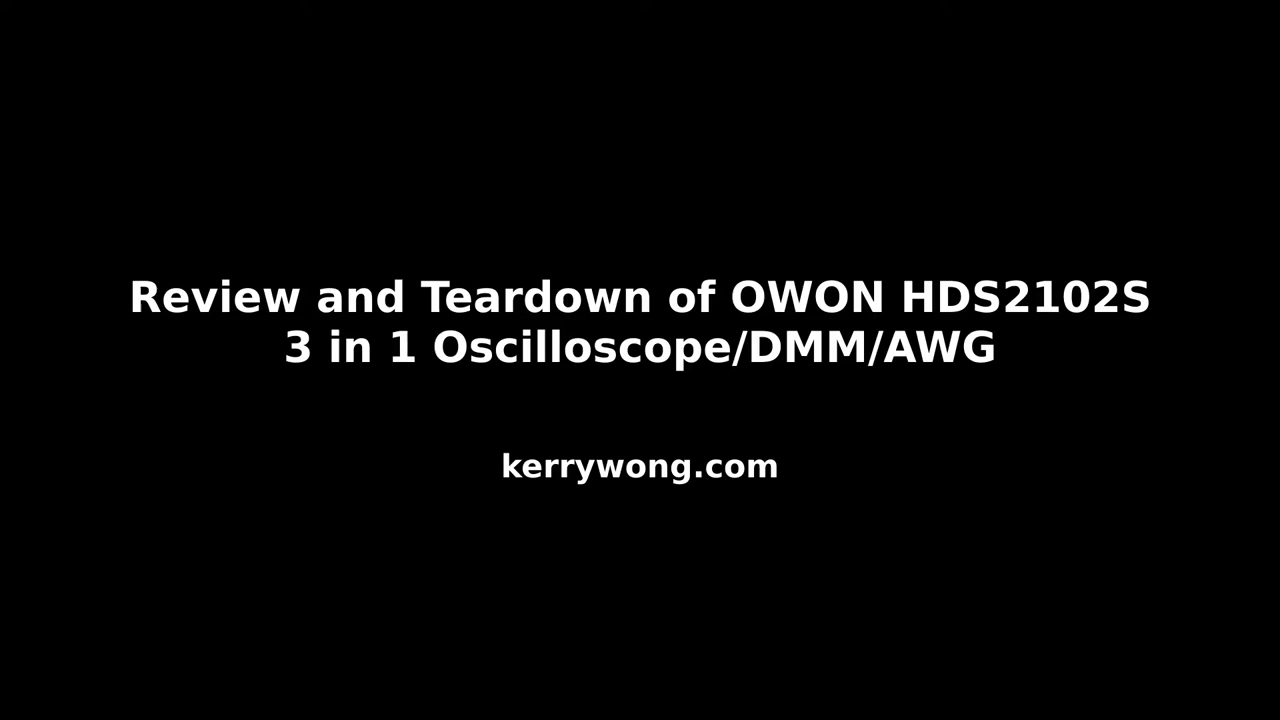 Review and Teardown of OWON HDS2102S
3 in 1 Oscilloscope/DMM/AWG
kerrywong.com